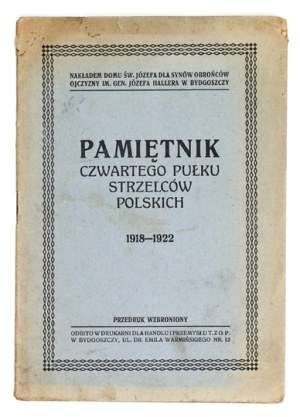 NAKŁADEM DOMU ŚW. JÓZEFA DLA SYNÓW OBROŃCÓW
OJCZYZNY IM. GEN. JÓZEFA HALLERA W BYDGOSZCZY
PAMIĘTNIK
CZWARTEGO PUŁKU
STRZELCÓW
POLSKICH
1918—1922
PRZEDRUK WZBRONIONY
ODBITO W DRUKARNI DLA HANDLU I PRZEMYSŁU T. Z O. P.
W BYDGOSZCZY, UL. DR. EMILA WARMIŃSKIEGO NR. 12